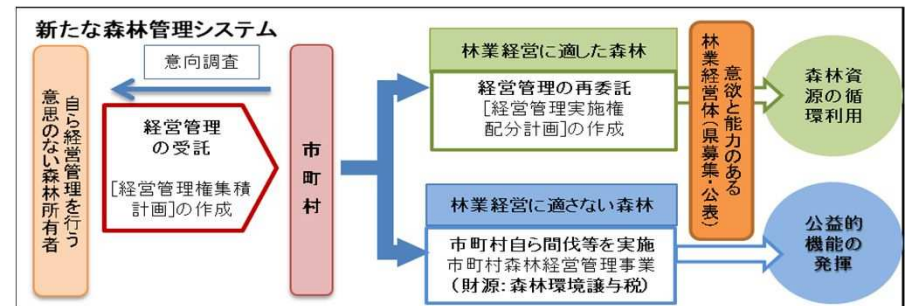 新たな森林管理システム
自ら経営管理を行う
意思のない森林所有者
意向調査
経営管理
の受託
[経営管理権集積
計画]の作成
市町村
林業経営に適した森林
経営管理の再委託
[経営管理実施権
配分計画]の作成
林業経営に適さない森林
市町村自ら間伐等を実施
市町村森林経営管理事業
(財源:森林環境譲与税)
意欲と能力のある
林業経営体(県募集・公表)
森林資
源の循
環利用
公益的
機能の
発揮